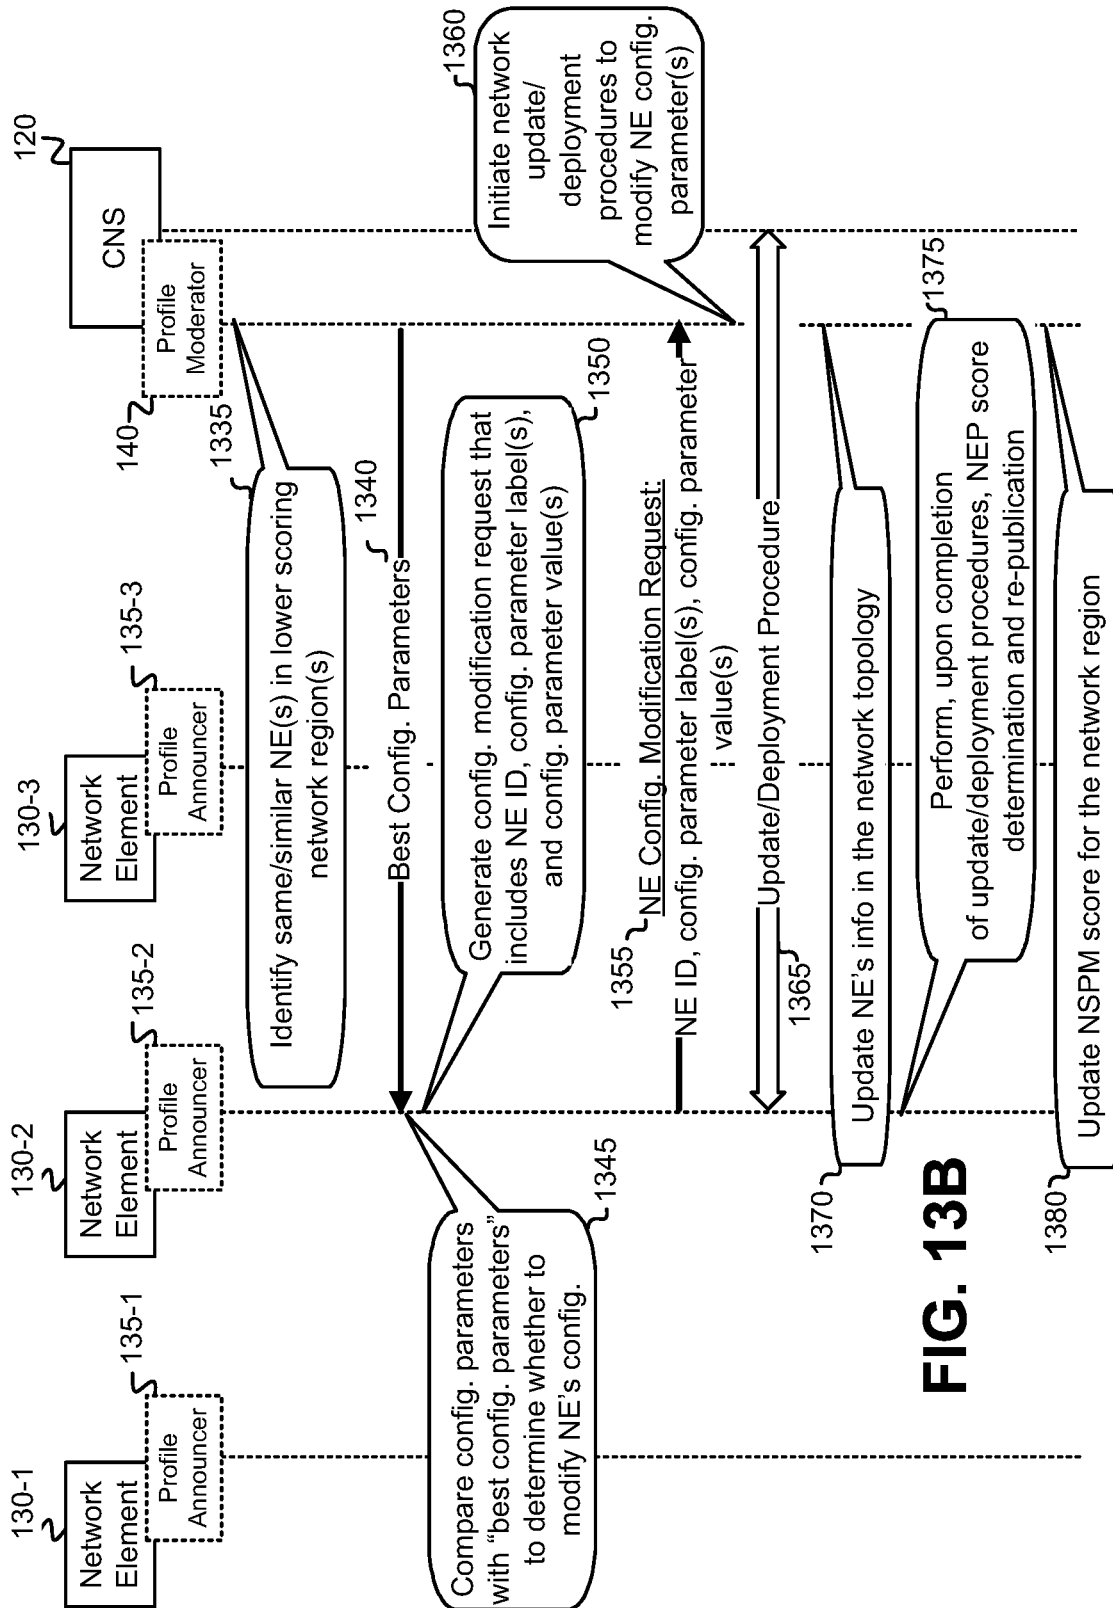 130-1
Network
Element
135-1
Profile
Announcer
130-2
Network
Element
135-2
Profile
Announcer
130-3
Network
Element
135-3
Profile
Announcer
120
CNS
140
Profile
Moderator
1335
Identify same/similar NE(s) in lower scoring
network region(s)
1340
Best Config. Parameters
1345
Compare config. parameters
with “best config. parameters”
to determine whether to
modify NE’s config.
1350
Generate config. modification request that
includes NE ID, config. parameter label(s),
and config. parameter value(s)
1355
NE Config. Modification Request:
NE ID, config. parameter label(s), config. parameter
value(s)
1360
Initiate network
update/
deployment
procedures to
modify NE config.
parameter(s)
Update/Deployment Procedure
1365
1370
Update NE’s info in the network topology
1375
Perform, upon completion
of update/deployment procedures, NEP score
determination and re-publication
1380
Update NSPM score for the network region
FIG. 13B